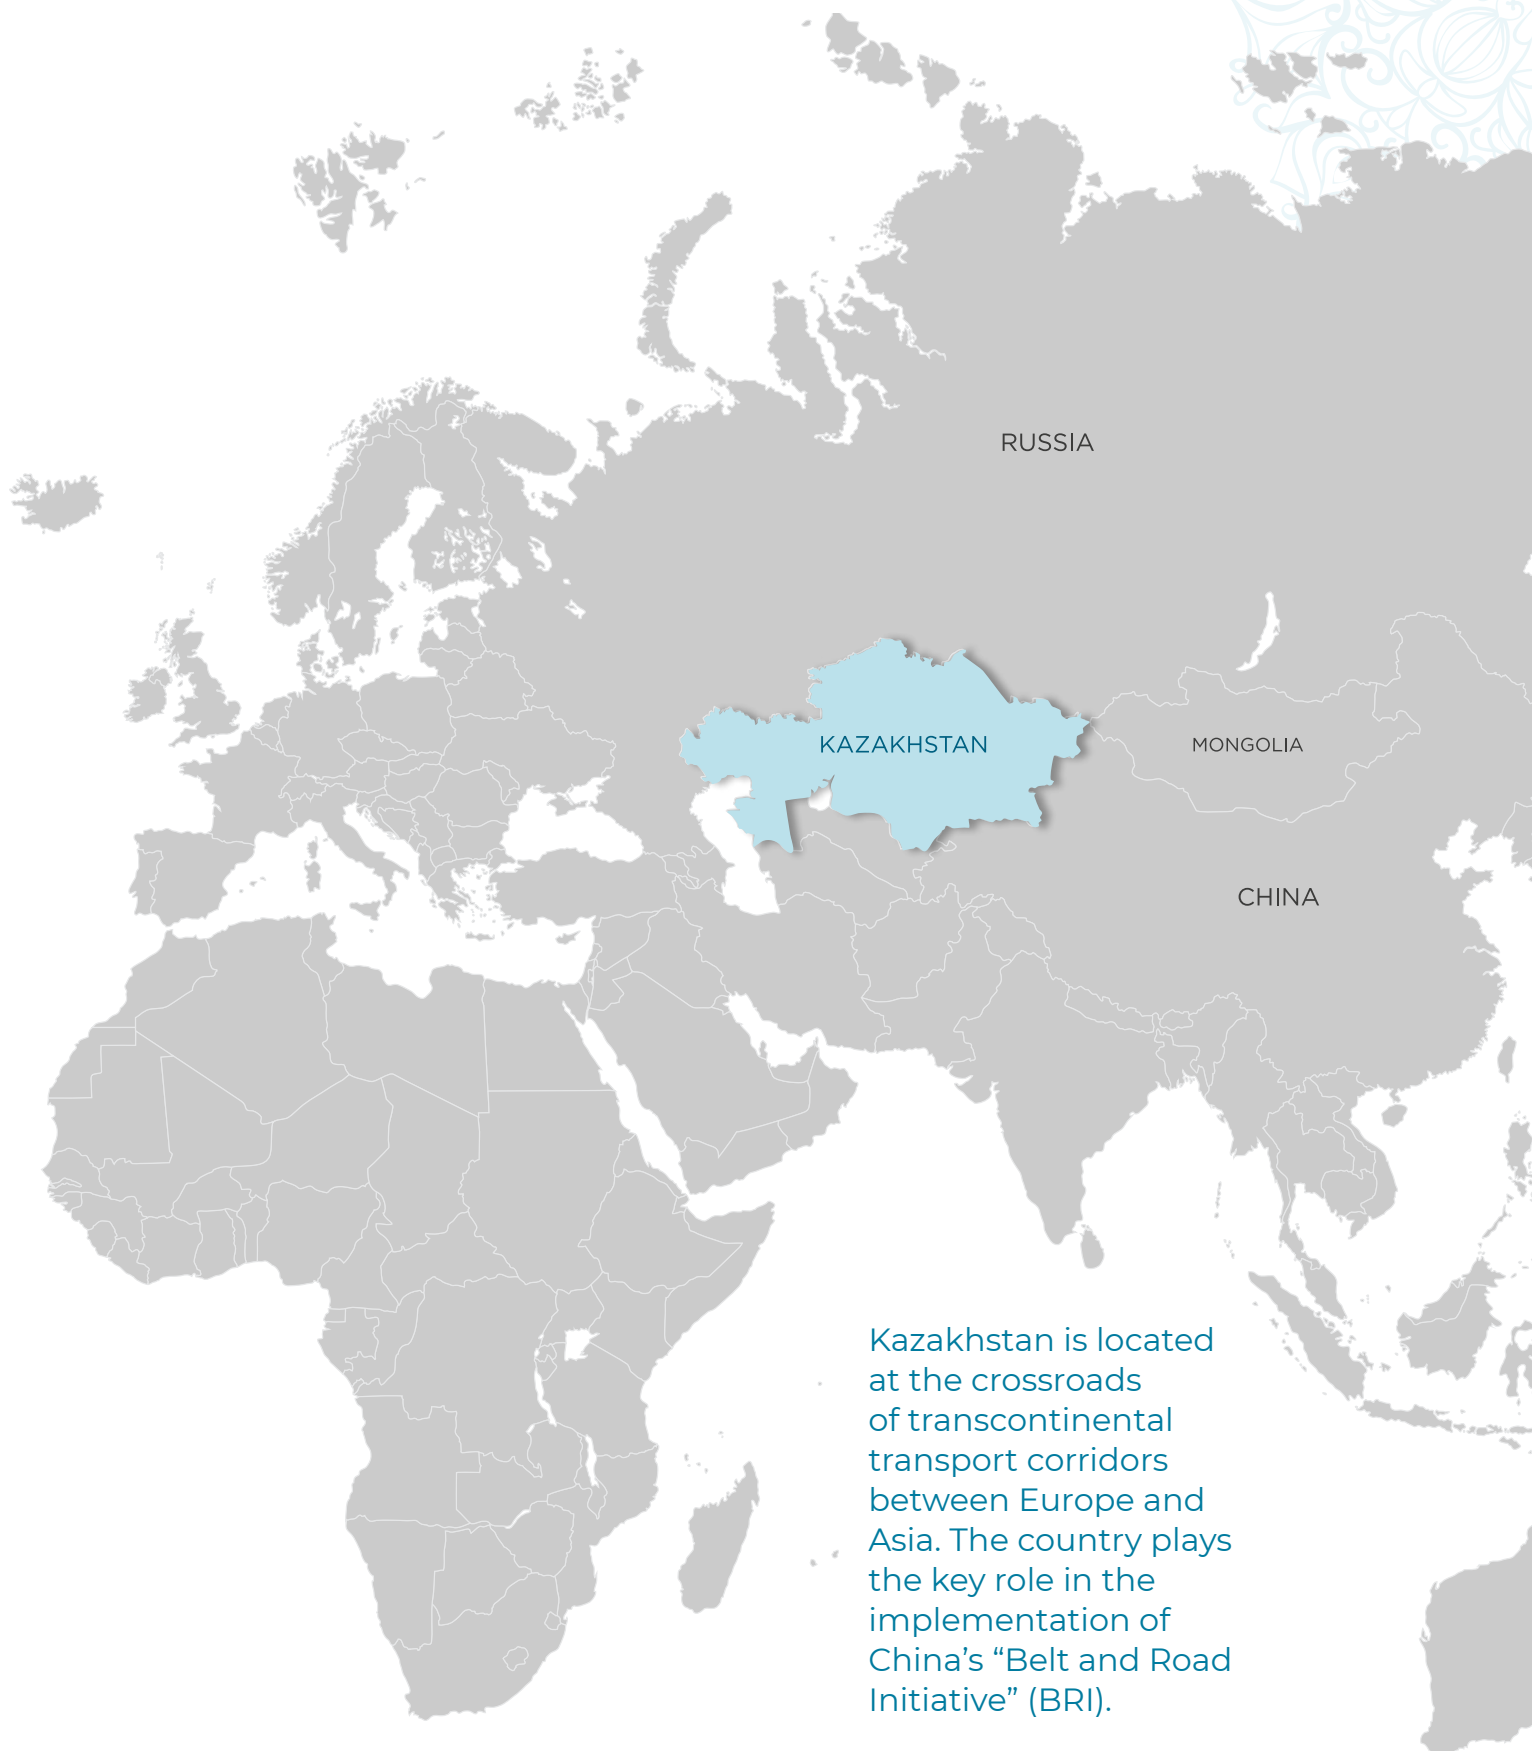 RUSSIA
KAZAKHSTAN
MONGOLIA
CHINA
Kazakhstan is located
at the crossroads
of transcontinental
transport corridors
between Europe and
Asia. The country plays
the key role in the
implementation of
China’s “Belt and Road
Initiative” (BRI).